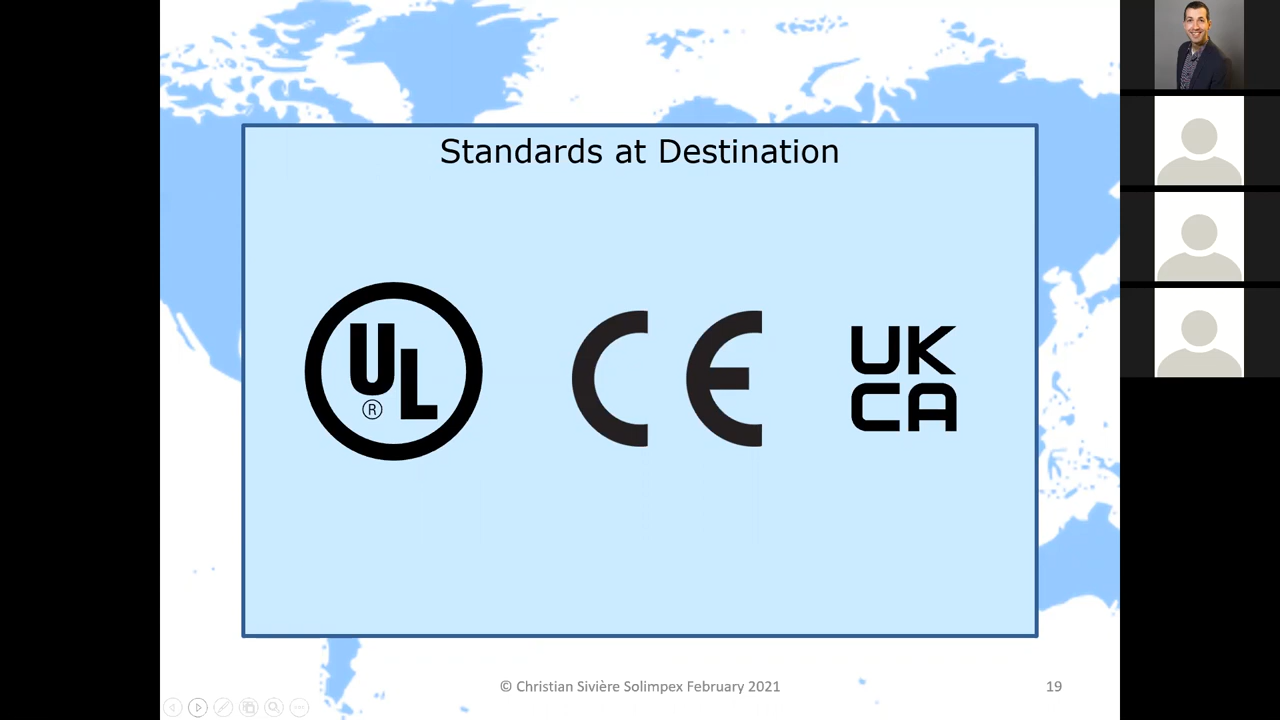 Standards at Destination
UL
®
CE
UK
CA
© Christian Sivière Solimpex February 2021
19